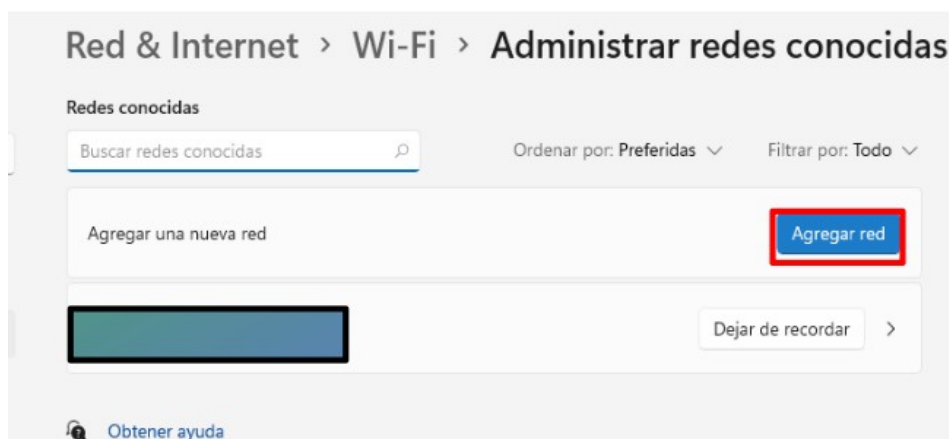 Red & Internet > Wi-Fi > Administrar redes conocidas
Redes conocidas
Buscar redes conocidas
Ordenar por: Preferidas
Filtrar por: Todo
Agregar una nueva red
Agregar red
Dejar de recordar
Obtener ayuda